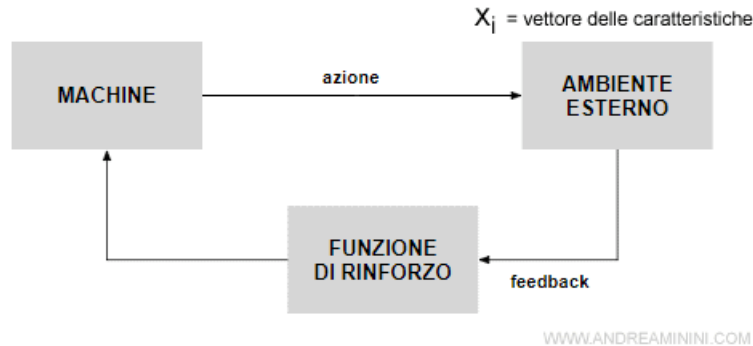 Xi = vettore delle caratteristiche
MACHINE
azione
AMBIENTE
ESTERNO
FUNZIONE
DI RINFORZO
feedback
WWW.ANDREAMININI.COM